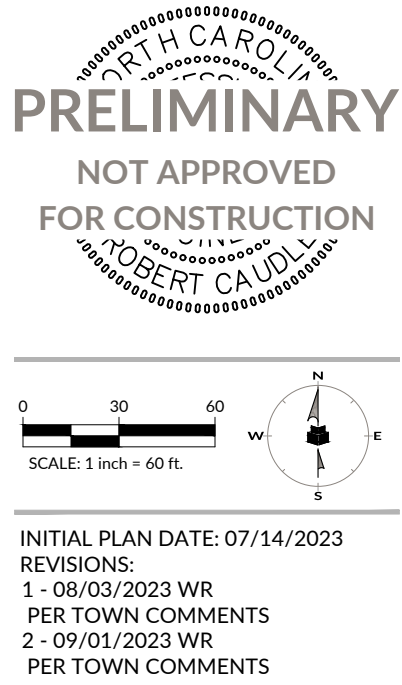 NORTH CAROLIN
PRELIMINARY
NOT APPROVED
FOR CONSTRUCTION
ROBERT CAUDLE
N
0 30 60
W E
SCALE: 1 inch = 60 ft.
S
INITIAL PLAN DATE: 07/14/2023
REVISIONS:
1 - 08/03/2023 WR
PER TOWN COMMENTS
2 - 09/01/2023 WR
PER TOWN COMMENTS